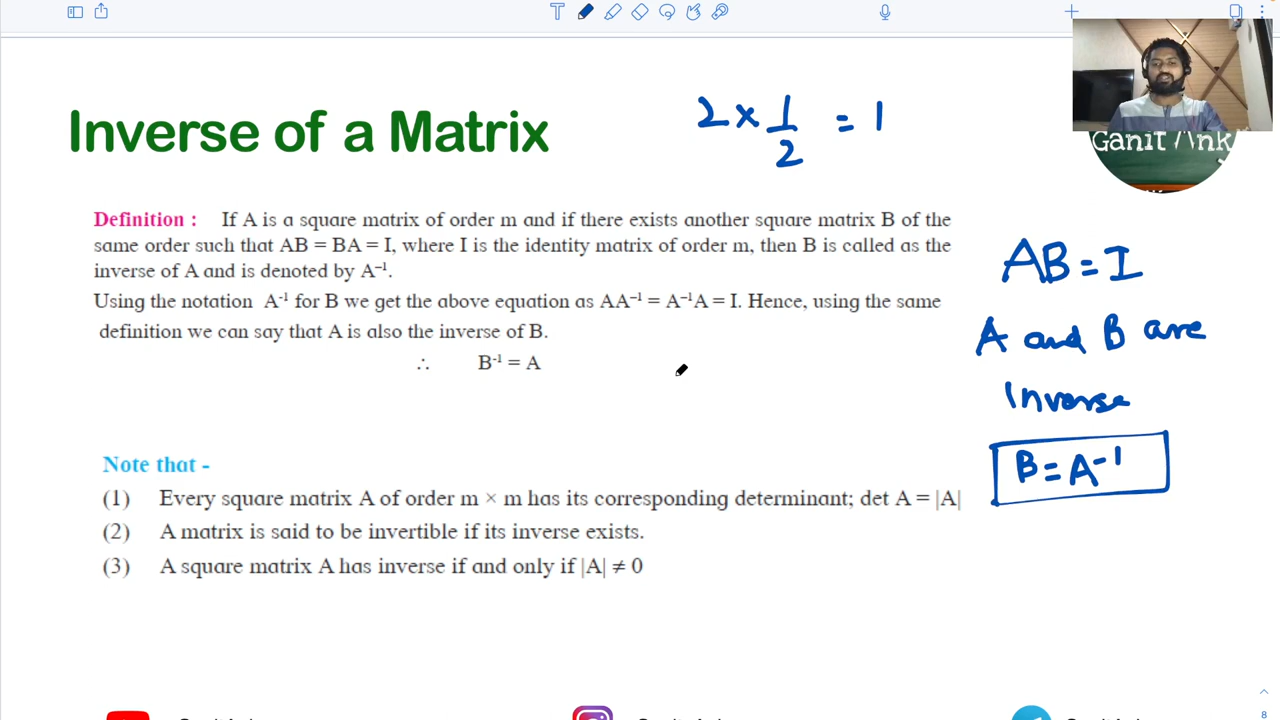 Inverse of a Matrix
2 × 1/2 = 1
Ganit Ank
Definition : If A is a square matrix of order m and if there exists another square matrix B of the
same order such that AB = BA = I, where I is the identity matrix of order m, then B is called as the
inverse of A and is denoted by A⁻¹.
Using the notation A⁻¹ for B we get the above equation as AA⁻¹ = A⁻¹A = I. Hence, using the same
definition we can say that A is also the inverse of B.
∴ B⁻¹ = A
AB = I
A and B are
Inverse
B = A⁻¹
Note that -
(1) Every square matrix A of order m × m has its corresponding determinant; det A = |A|
(2) A matrix is said to be invertible if its inverse exists.
(3) A square matrix A has inverse if and only if |A| ≠ 0
8